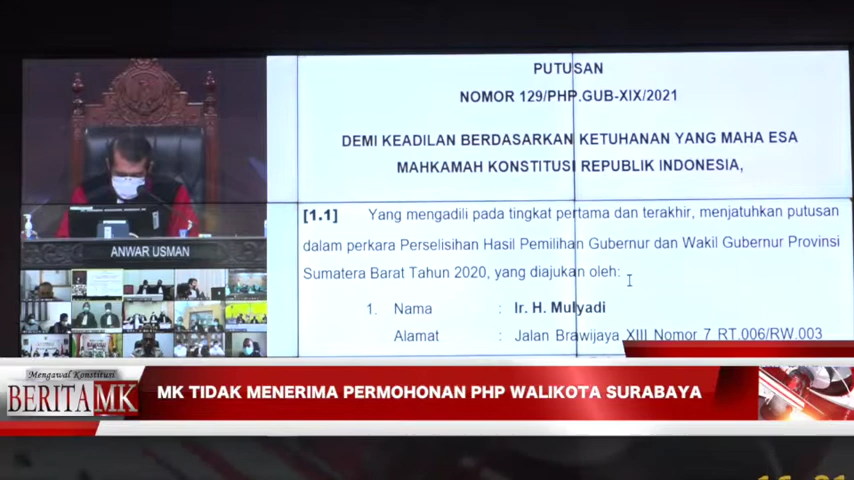 PUTUSAN
NOMOR 129/PHP.GUB-XIX/2021
DEMI KEADILAN BERDASARKAN KETUHANAN YANG MAHA ESA
MAHKAMAH KONSTITUSI REPUBLIK INDONESIA,
[1.1] Yang mengadili pada tingkat pertama dan terakhir, menjatuhkan putusan
dalam perkara Perselisihan Hasil Pemilihan Gubernur dan Wakil Gubernur Provinsi
Sumatera Barat Tahun 2020, yang diajukan oleh:
1. Nama : Ir. H. Mulyadi
Alamat : Jalan Brawijaya XIII Nomor 7 RT.006/RW.003
ANWAR USMAN
Mengawal Konstitusi
BERITA MK
MK TIDAK MENERIMA PERMOHONAN PHP WALIKOTA SURABAYA